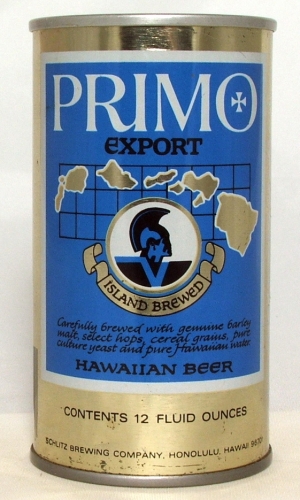 PRIMO
EXPORT
ISLAND BREWED
Carefully brewed with genuine barley
malt, select hops, cereal grains, pure
culture yeast and pure Hawaiian water.
HAWAIIAN BEER
CONTENTS 12 FLUID OUNCES
SCHLITZ BREWING COMPANY, HONOLULU, HAWAII